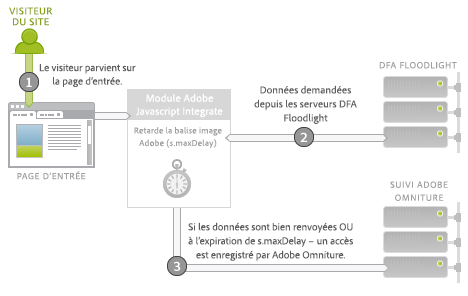 VISITEUR
DU SITE
1
Le visiteur parvient sur
la page d'entrée.
PAGE D'ENTRÉE
Module Adobe
Javascript Integrate
Retarde la balise image
Adobe (s.maxDelay)
Données demandées
depuis les serveurs DFA
Floodlight
2
DFA FLOODLIGHT
SUIVI ADOBE
OMNITURE
Si les données sont bien renvoyées OU
à l'expiration de s.maxDelay – un accès
est enregistré par Adobe Omniture.
3